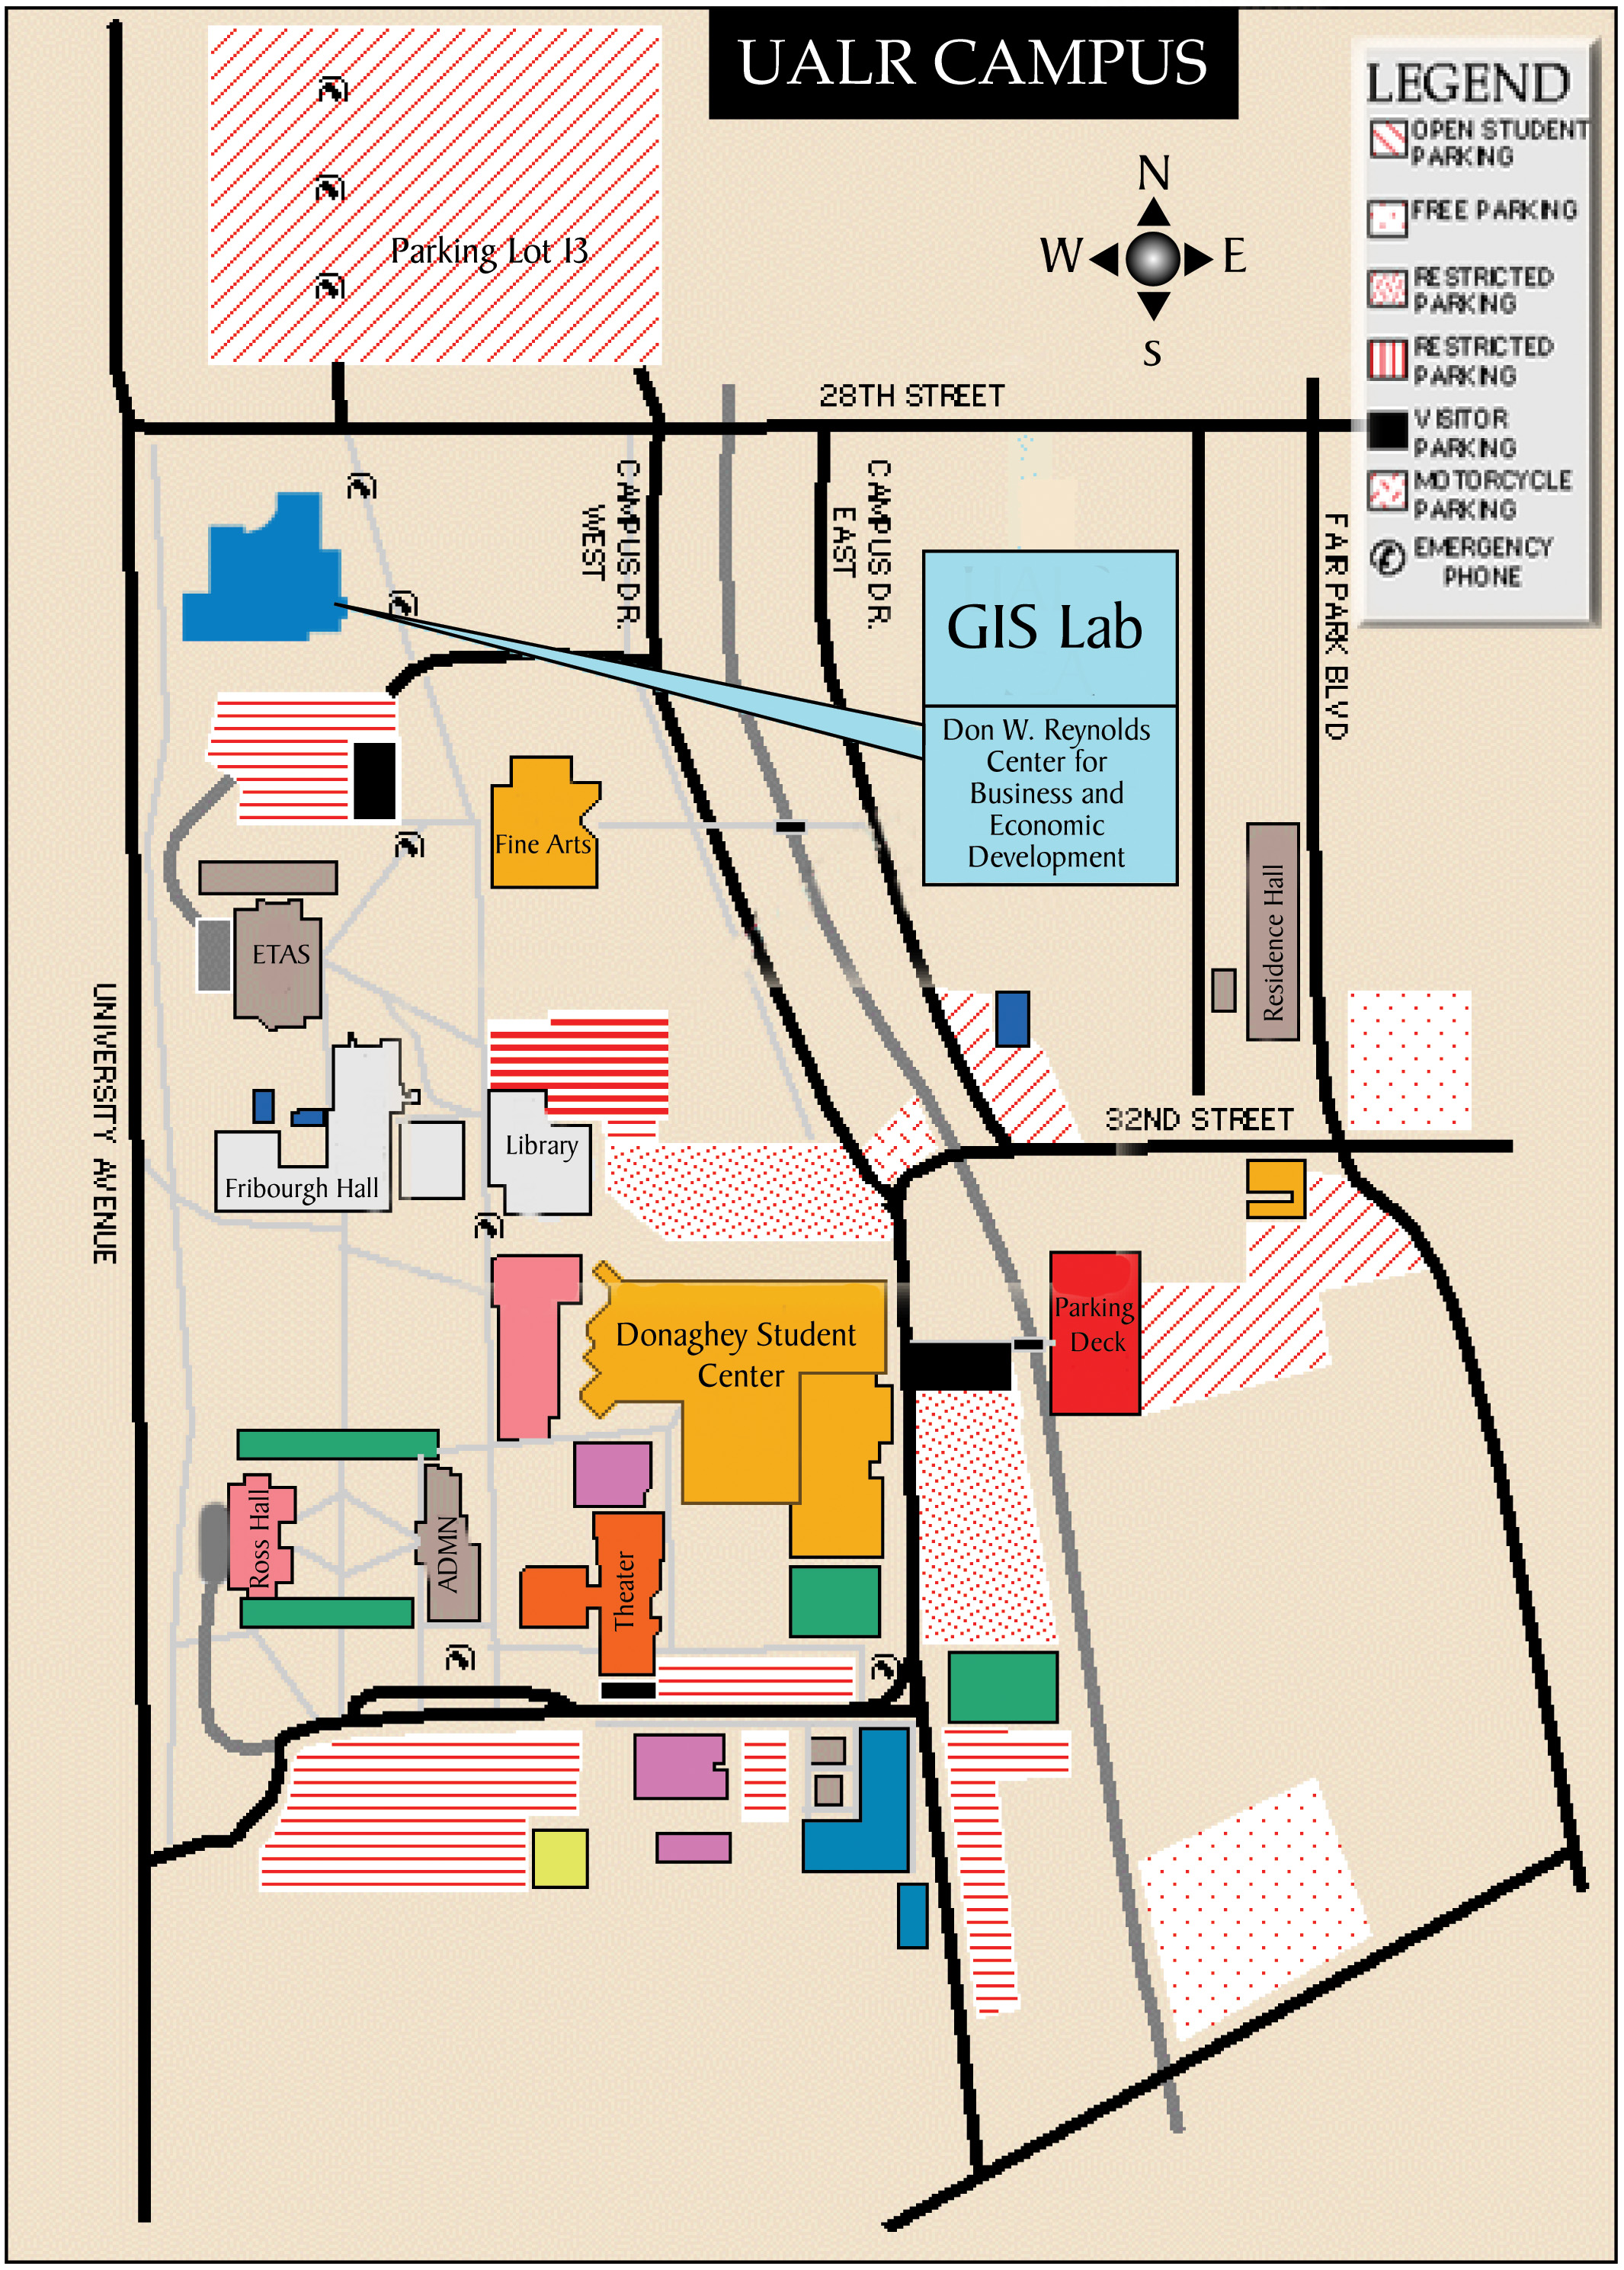 UALR CAMPUS
LEGEND
OPEN STUDENT
PARKING
FREE PARKING
RESTRICTED
PARKING
RESTRICTED
PARKING
VISITOR
PARKING
MOTORCYCLE
PARKING
EMERGENCY
PHONE
N
W E
S
Parking Lot 13
28TH STREET
CAMPUS DR.
WEST
CAMPUS DR.
EAST
FAIR PARK BLVD
GIS Lab
Don W. Reynolds
Center for
Business and
Economic
Development
Fine Arts
ETAS
Residence Hall
UNIVERSITY AVENUE
32ND STREET
Library
Fribourgh Hall
Parking
Deck
Donaghey Student
Center
Ross Hall
ADMN
Theater